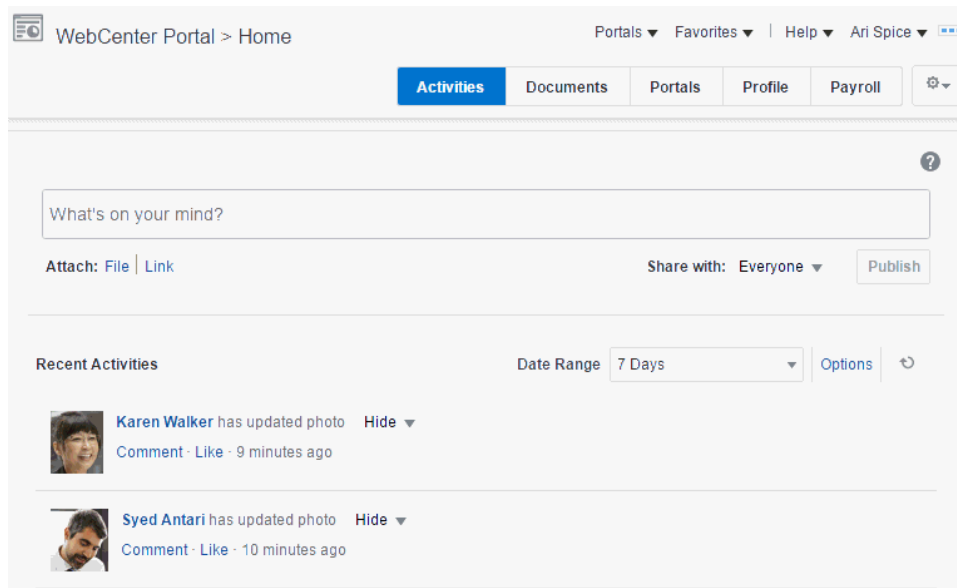 WebCenter Portal > Home
Portals Favorites Help Ari Spice
Activities Documents Portals Profile Payroll
What's on your mind?
Attach: File Link Share with: Everyone Publish
Recent Activities Date Range 7 Days Options
Karen Walker has updated photo Hide
Comment · Like · 9 minutes ago
Syed Antari has updated photo Hide
Comment · Like · 10 minutes ago